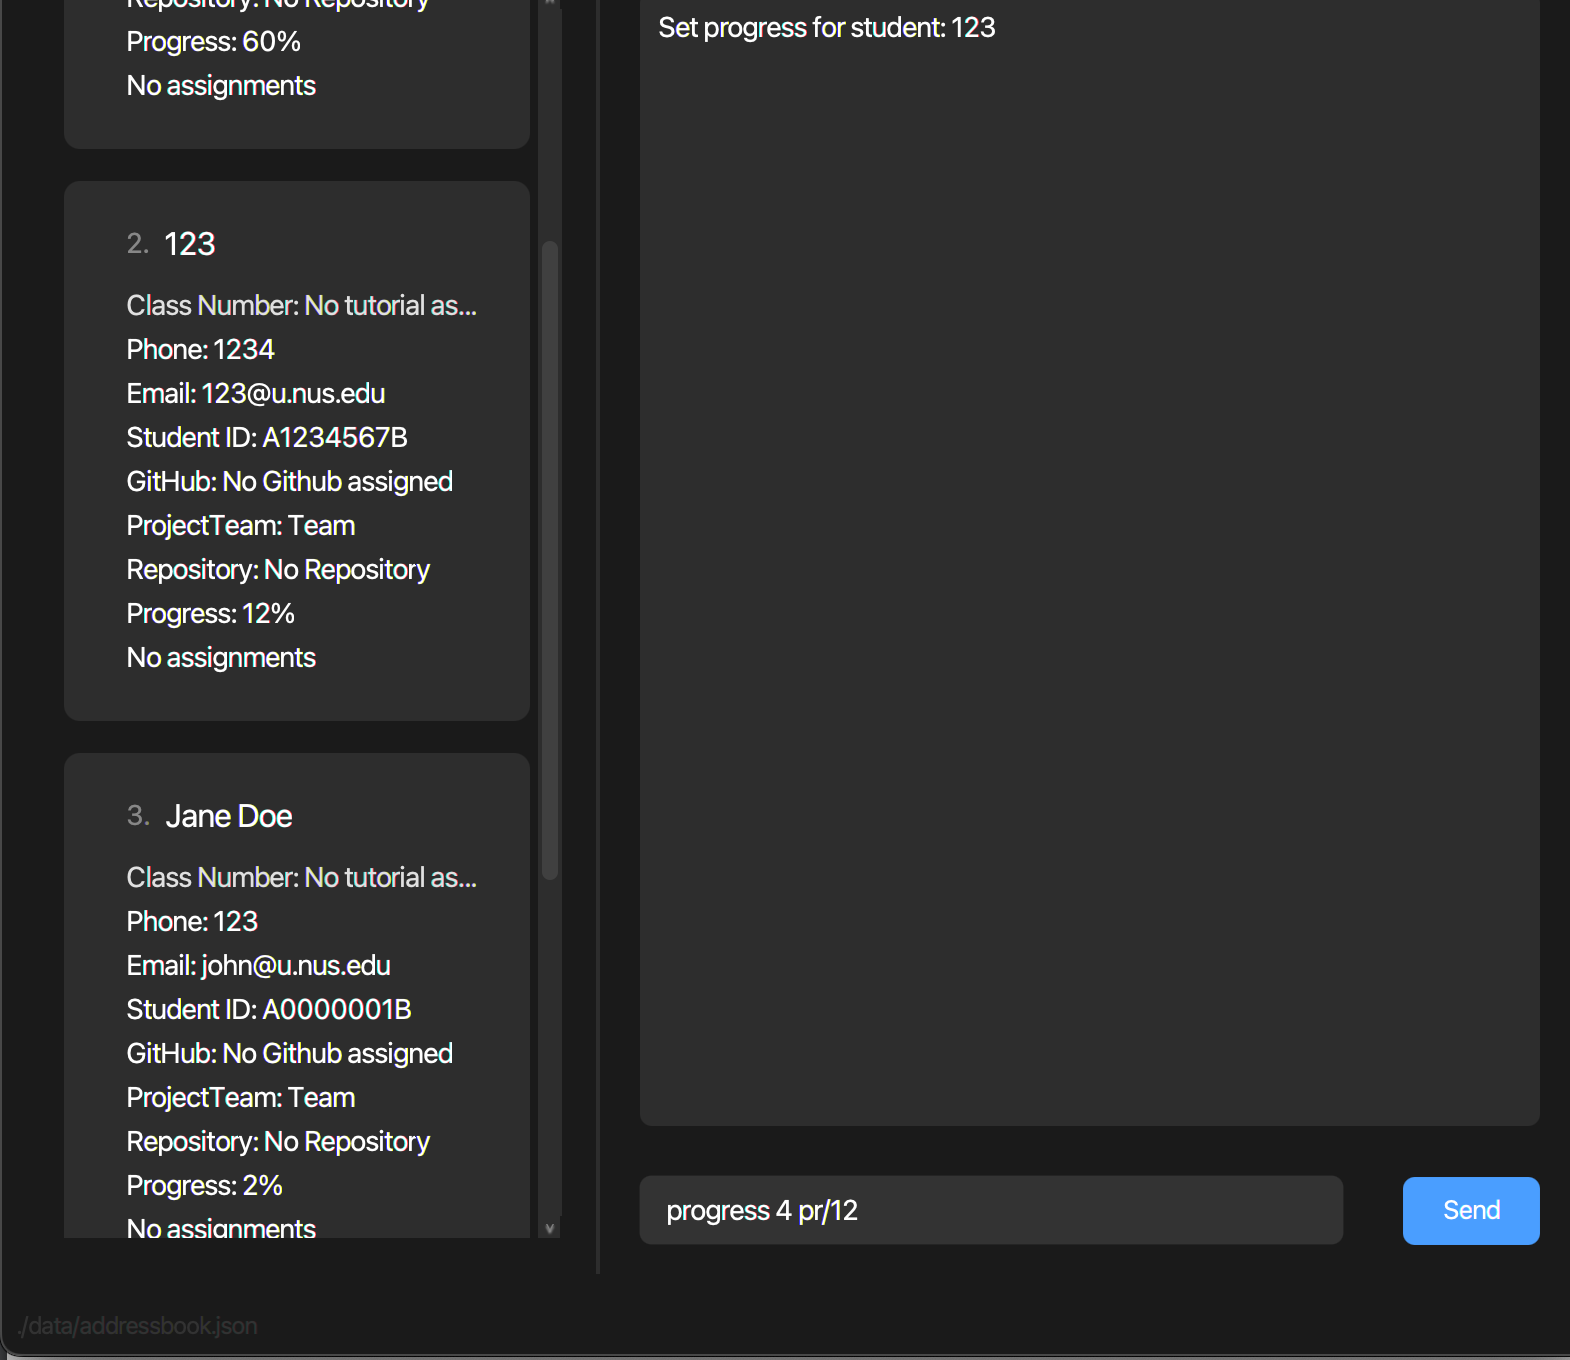 Repository: No Repository
Progress: 60%
No assignments
2. 123
Class Number: No tutorial as...
Phone: 1234
Email: 123@u.nus.edu
Student ID: A1234567B
GitHub: No Github assigned
ProjectTeam: Team
Repository: No Repository
Progress: 12%
No assignments
3. Jane Doe
Class Number: No tutorial as...
Phone: 123
Email: john@u.nus.edu
Student ID: A0000001B
GitHub: No Github assigned
ProjectTeam: Team
Repository: No Repository
Progress: 2%
No assignments
Set progress for student: 123
progress 4 pr/12
Send
./data/addressbook.json